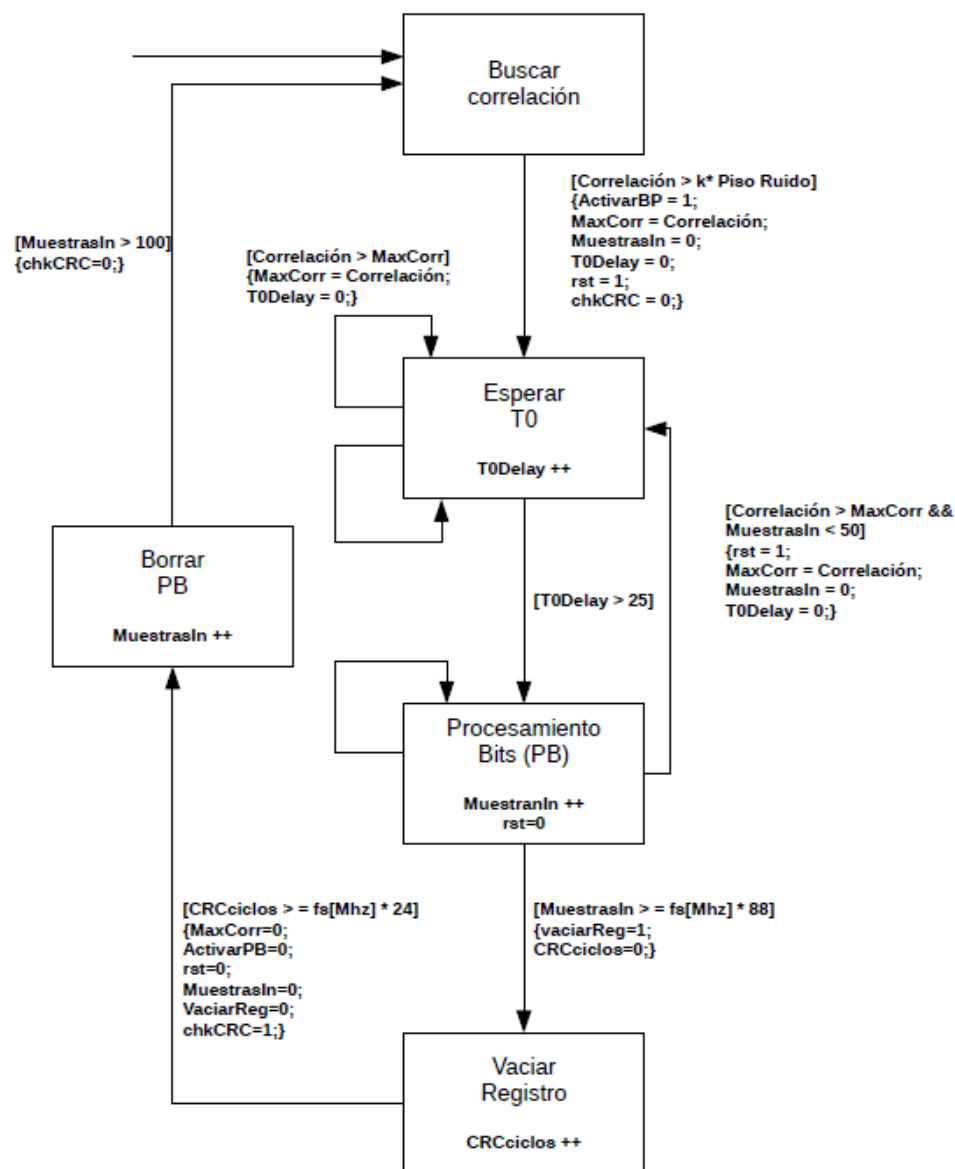 Buscar
correlación
[Correlación > k* Piso Ruido]
{ActivarBP = 1;
MaxCorr = Correlación;
MuestrasIn = 0;
T0Delay = 0;
rst = 1;
chkCRC = 0;}
[MuestrasIn > 100]
{chkCRC=0;}
[Correlación > MaxCorr]
{MaxCorr = Correlación;
T0Delay = 0;}
Esperar
T0
T0Delay ++
[Correlación > MaxCorr &&
MuestrasIn < 50]
{rst = 1;
MaxCorr = Correlación;
MuestrasIn = 0;
T0Delay = 0;}
Borrar
PB
MuestrasIn ++
[T0Delay > 25]
Procesamiento
Bits (PB)
MuestranIn ++
rst=0
[CRCciclos > = fs[Mhz] * 24]
{MaxCorr=0;
ActivarPB=0;
rst=0;
MuestrasIn=0;
VaciarReg=0;
chkCRC=1;}
[MuestrasIn >= fs[Mhz] * 88]
{vaciarReg=1;
CRCciclos=0;}
Vaciar
Registro
CRCciclos ++